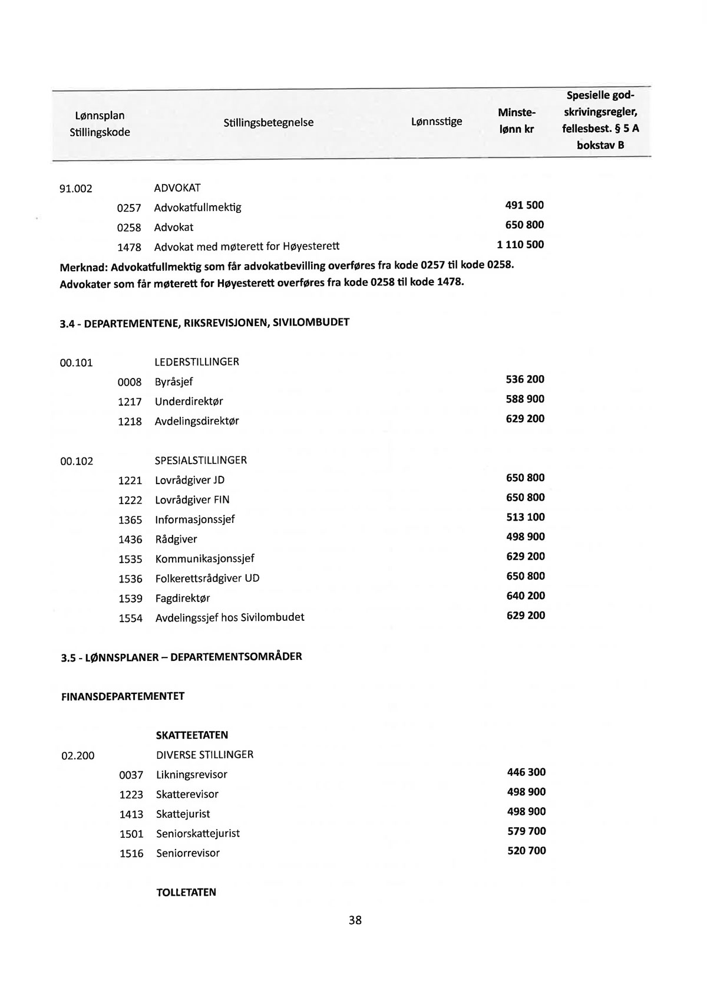 Lønnsplan
Stillingskode
Stillingsbetegnelse
Lønnsstige
Minste-
lønn kr
Spesielle god-
skrivingsregler,
fellesbest. § 5 A
bokstav B
91.002 ADVOKAT
0257 Advokatfullmektig 491 500
0258 Advokat 650 800
1478 Advokat med møterett for Høyesterett 1 110 500
Merknad: Advokatfullmektig som får advokatbevilling overføres fra kode 0257 til kode 0258.
Advokater som får møterett for Høyesterett overføres fra kode 0258 til kode 1478.
3.4 - DEPARTEMENTENE, RIKSREVISJONEN, SIVILOMBUDET
00.101 LEDERSTILLINGER
0008 Byråsjef 536 200
1217 Underdirektør 588 900
1218 Avdelingsdirektør 629 200
00.102 SPESIALSTILLINGER
1221 Lovrådgiver JD 650 800
1222 Lovrådgiver FIN 650 800
1365 Informasjonssjef 513 100
1436 Rådgiver 498 900
1535 Kommunikasjonssjef 629 200
1536 Folkerettsrådgiver UD 650 800
1539 Fagdirektør 640 200
1554 Avdelingssjef hos Sivilombudet 629 200
3.5 - LØNNSPLANER – DEPARTEMENTSOMRÅDER
FINANSDEPARTEMENTET
SKATTEETATEN
02.200 DIVERSE STILLINGER
0037 Likningsrevisor 446 300
1223 Skatterevisor 498 900
1413 Skattejurist 498 900
1501 Seniorskattejurist 579 700
1516 Seniorrevisor 520 700
TOLLETATEN
38